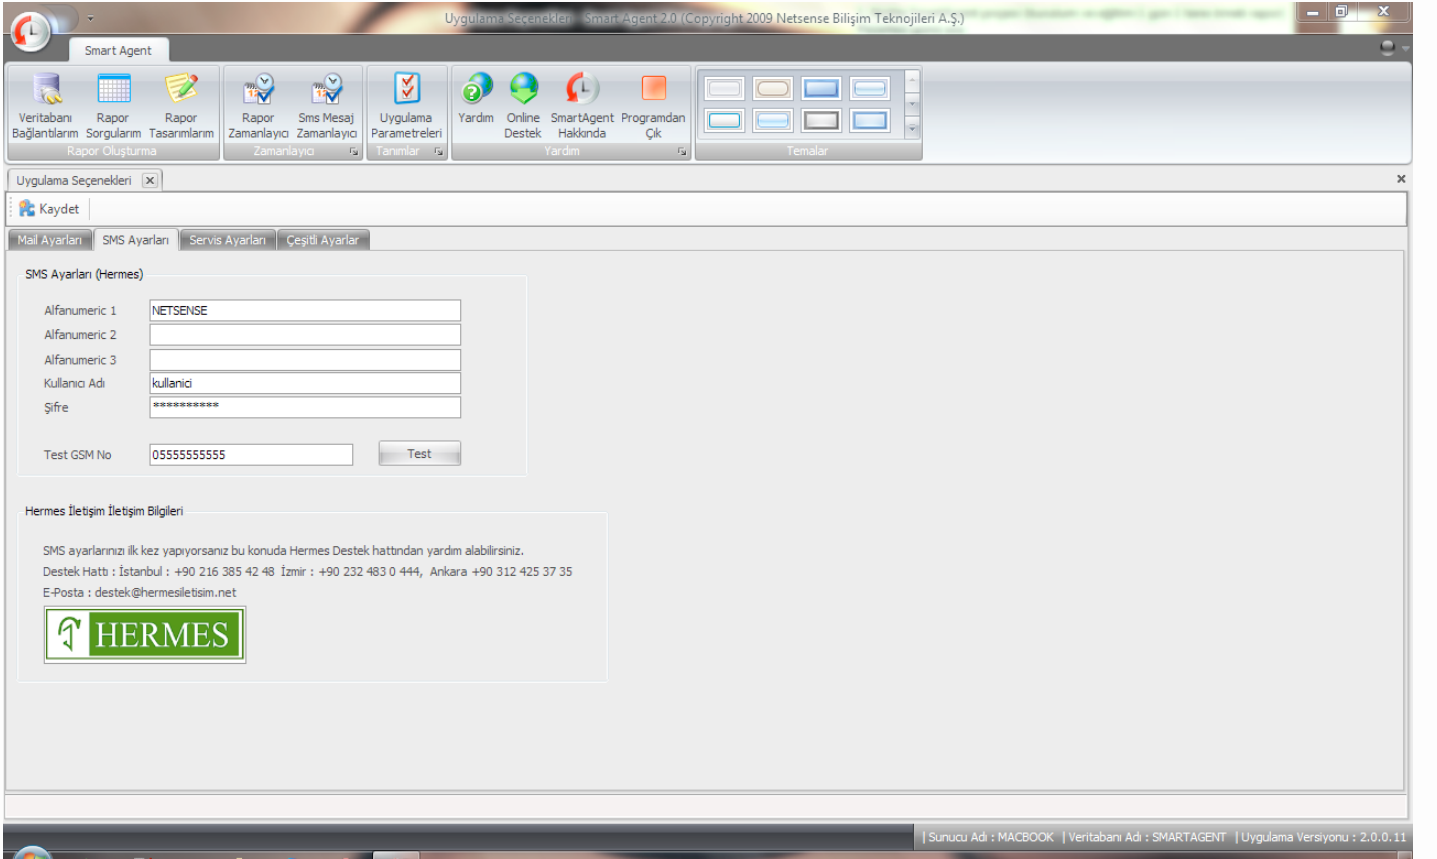 Uygulama Seçenekleri - Smart Agent 2.0 (Copyright 2009 Netsense Bilişim Teknojileri A.Ş.)
Smart Agent
Veritabanı Bağlantılarım
Rapor Sorgularım
Rapor Tasarımlarım
Rapor Zamanlayıcı
Sms Mesaj Zamanlayıcı
Uygulama Parametreleri
Yardım
Online Destek
SmartAgent Hakkında
Programdan Çık
Rapor Oluşturma
Zamanlayıcı
Tanımlar
Yardım
Temalar
Uygulama Seçenekleri
Kaydet
Mail Ayarları SMS Ayarları Servis Ayarları Çeşitli Ayarlar
SMS Ayarları (Hermes)
Alfanumeric 1 NETSENSE
Alfanumeric 2
Alfanumeric 3
Kullanıcı Adı kullanici
Şifre **********
Test GSM No 05555555555 Test
Hermes İletişim İletişim Bilgileri
SMS ayarlarınızı ilk kez yapıyorsanız bu konuda Hermes Destek hattından yardım alabilirsiniz.
Destek Hattı : İstanbul : +90 216 385 42 48 İzmir : +90 232 483 0 444, Ankara +90 312 425 37 35
E-Posta : destek@hermesiletisim.net
HERMES
| Sunucu Adı : MACBOOK | Veritabanı Adı : SMARTAGENT | Uygulama Versiyonu : 2.0.0.11